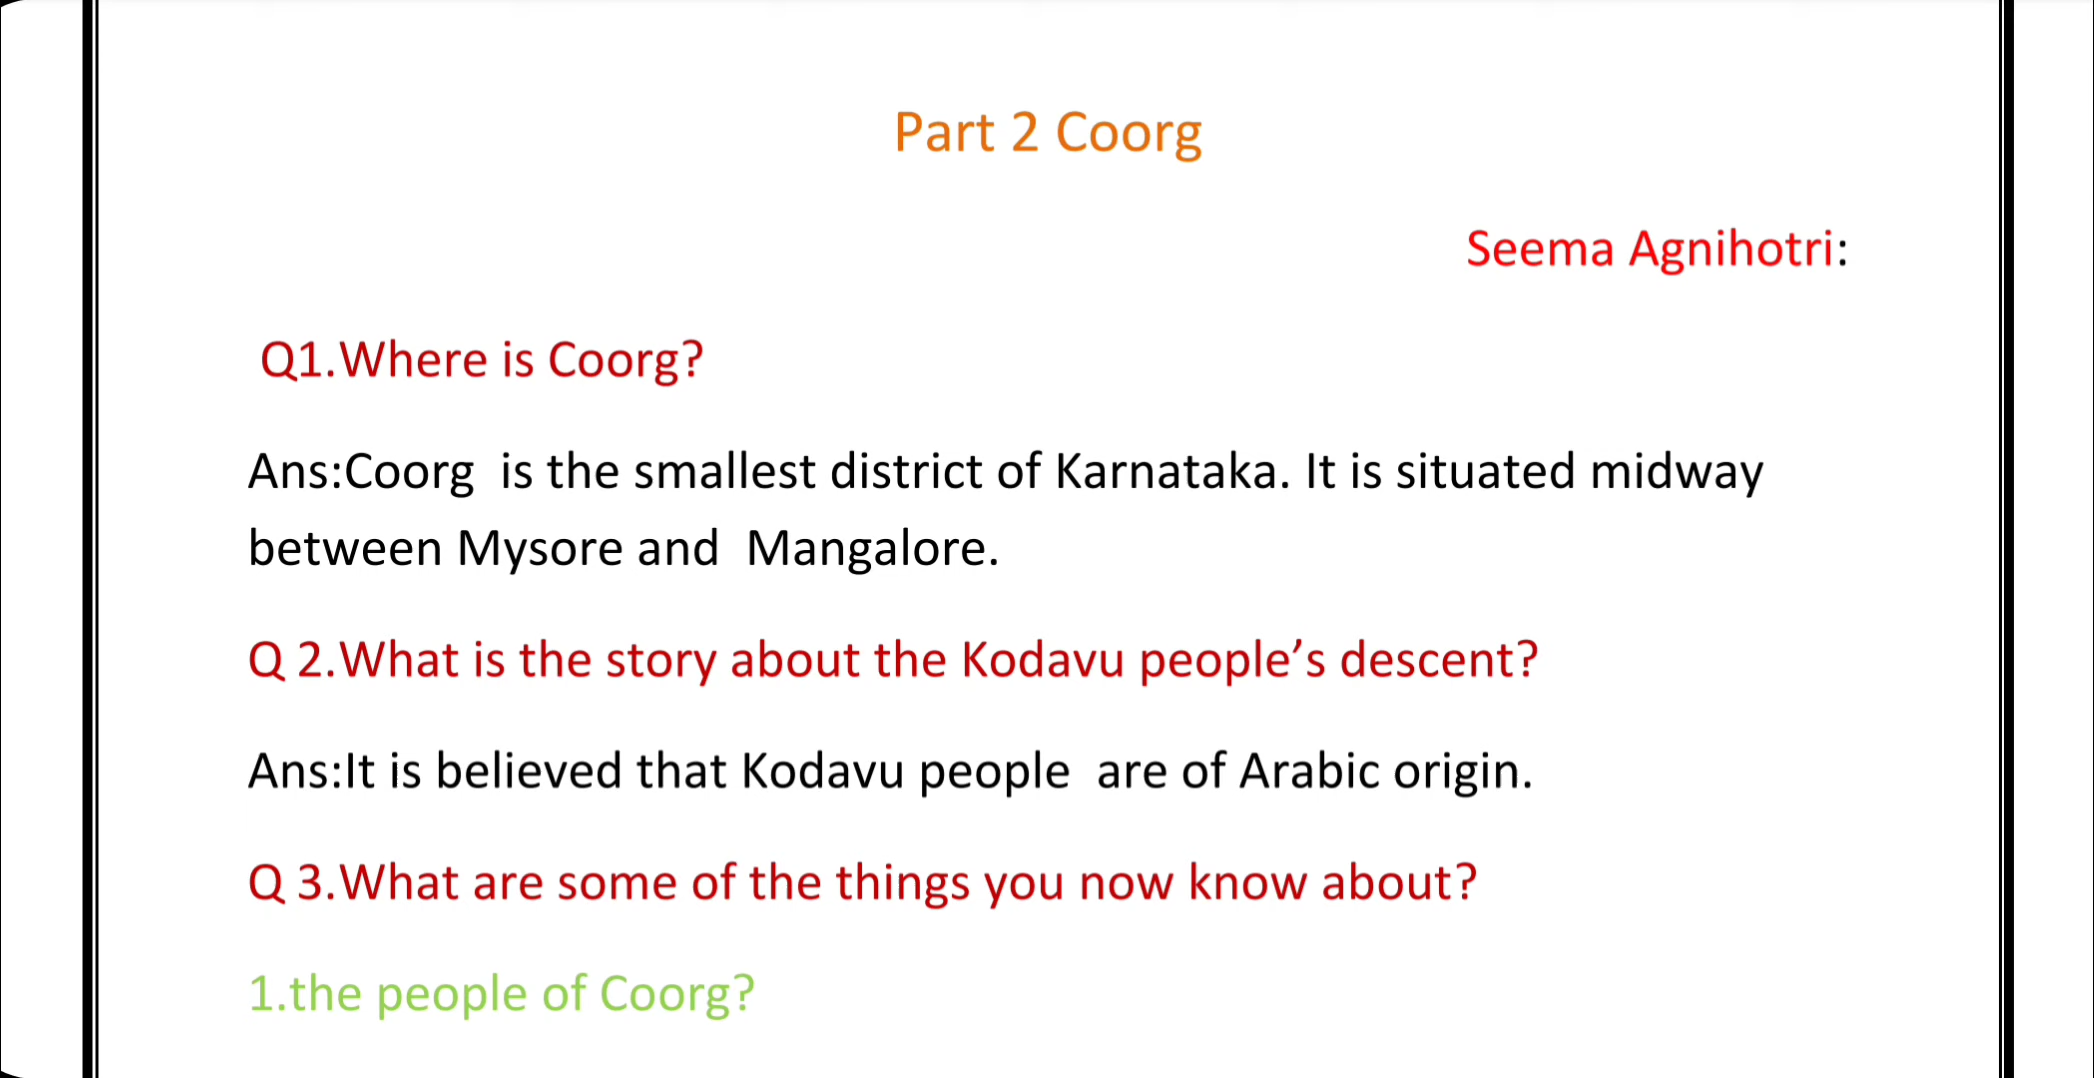 Part 2 Coorg
Seema Agnihotri:
Q1.Where is Coorg?
Ans:Coorg  is the smallest district of Karnataka. It is situated midway
between Mysore and  Mangalore.
Q 2.What is the story about the Kodavu people’s descent?
Ans:It is believed that Kodavu people  are of Arabic origin.
Q 3.What are some of the things you now know about?
1.the people of Coorg?